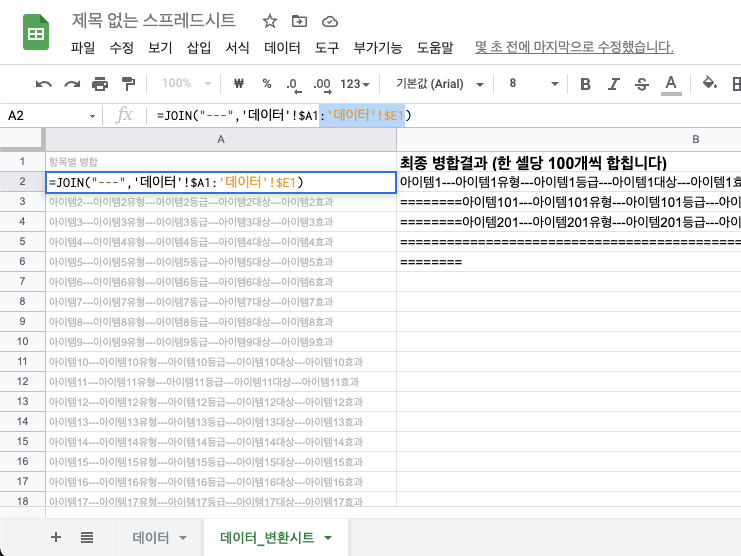 제목 없는 스프레드시트
파일 수정 보기 삽입 서식 데이터 도구 부가기능 도움말 몇 초 전에 마지막으로 수정했습니다.
100% ₩ % .0 .00 123 기본값 (Arial) 8 B I S A
A2 fx =JOIN("---",'데이터'!$A1:'데이터'!$E1)
A B
1 항목별 병합 최종 병합결과 (한 셀당 100개씩 합칩니다)
2 =JOIN("---",'데이터'!$A1:'데이터'!$E1) 아이템1---아이템1유형---아이템1등급---아이템1대상---아이템1효
3 아이템2---아이템2유형---아이템2등급---아이템2대상---아이템2효과 ========아이템101---아이템101유형---아이템101등급---아이
4 아이템3---아이템3유형---아이템3등급---아이템3대상---아이템3효과 ========아이템201---아이템201유형---아이템201등급---아이
5 아이템4---아이템4유형---아이템4등급---아이템4대상---아이템4효과 ==========================================
6 아이템5---아이템5유형---아이템5등급---아이템5대상---아이템5효과 ========
7 아이템6---아이템6유형---아이템6등급---아이템6대상---아이템6효과
8 아이템7---아이템7유형---아이템7등급---아이템7대상---아이템7효과
9 아이템8---아이템8유형---아이템8등급---아이템8대상---아이템8효과
10 아이템9---아이템9유형---아이템9등급---아이템9대상---아이템9효과
11 아이템10---아이템10유형---아이템10등급---아이템10대상---아이템10효과
12 아이템11---아이템11유형---아이템11등급---아이템11대상---아이템11효과
13 아이템12---아이템12유형---아이템12등급---아이템12대상---아이템12효과
14 아이템13---아이템13유형---아이템13등급---아이템13대상---아이템13효과
15 아이템14---아이템14유형---아이템14등급---아이템14대상---아이템14효과
16 아이템15---아이템15유형---아이템15등급---아이템15대상---아이템15효과
17 아이템16---아이템16유형---아이템16등급---아이템16대상---아이템16효과
18 아이템17---아이템17유형---아이템17등급---아이템17대상---아이템17효과
데이터 데이터_변환시트